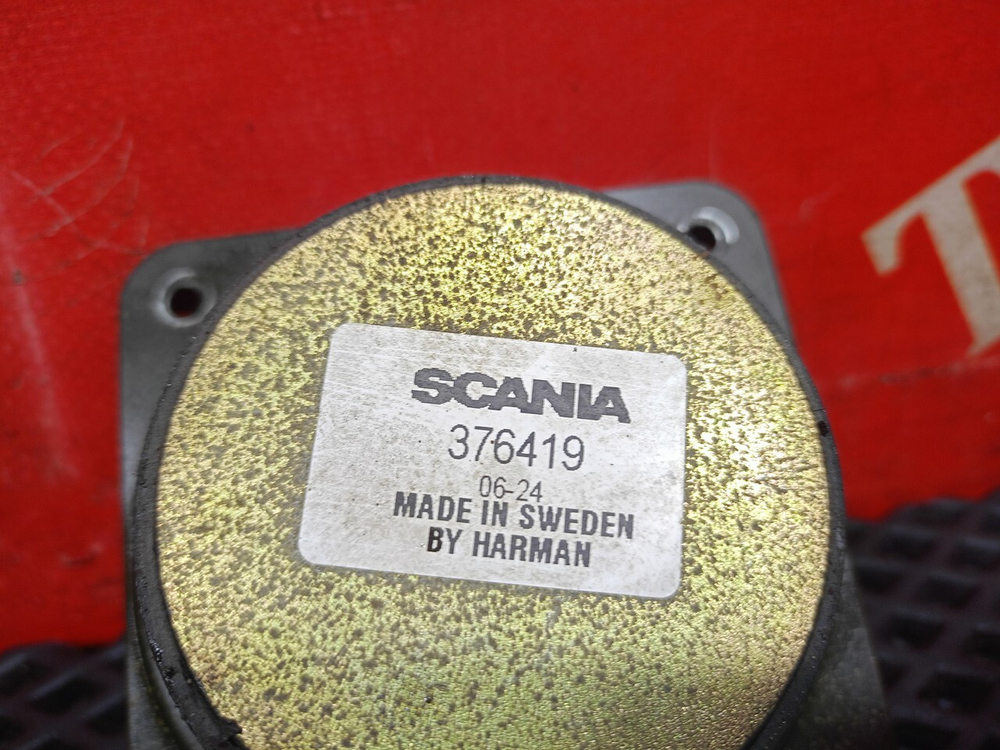 SCANIA
376419
06-24
MADE IN SWEDEN
BY HARMAN
T